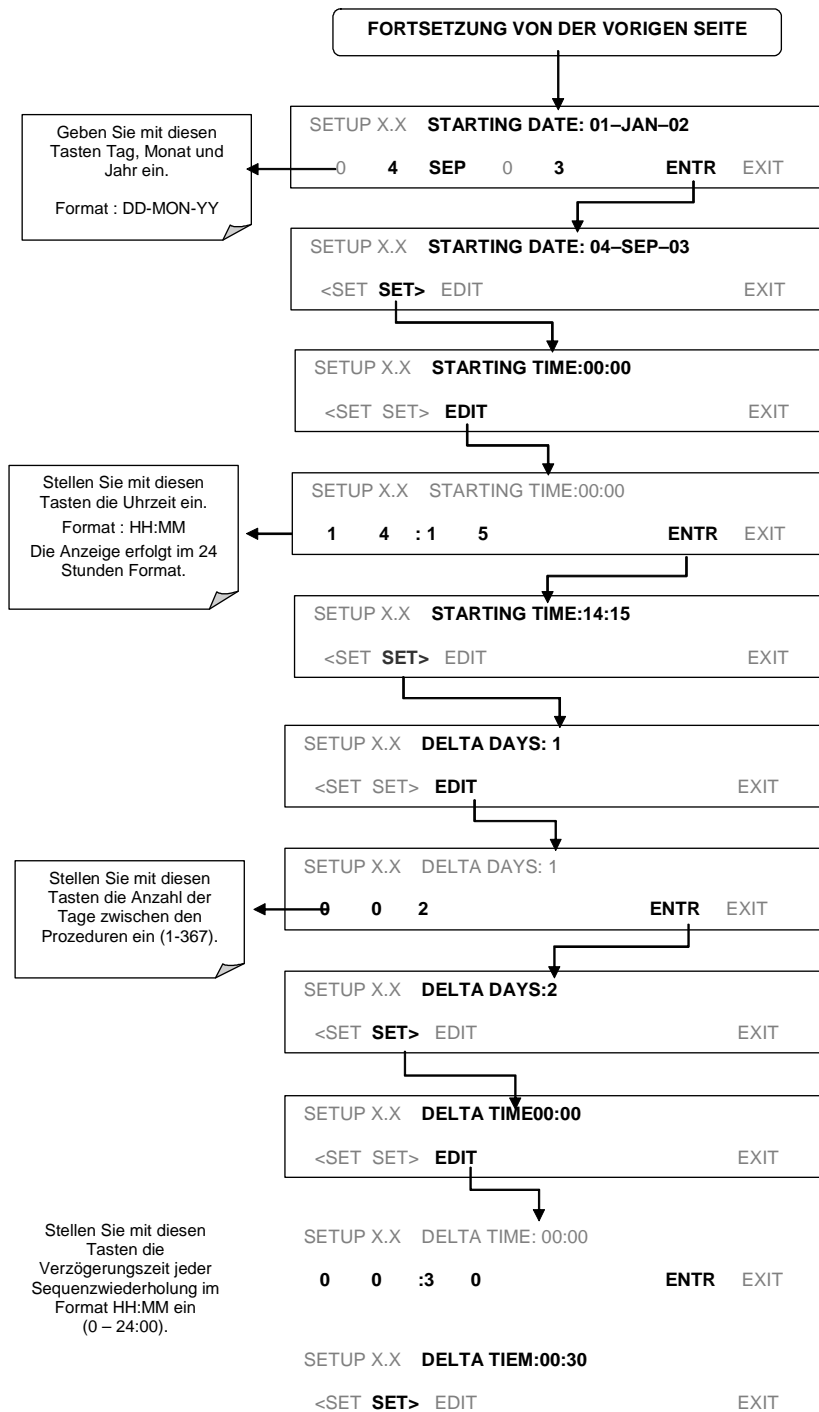 FORTSETZUNG VON DER VORIGEN SEITE
SETUP X.X STARTING DATE: 01–JAN–02
0 4 SEP 0 3 ENTR EXIT
Geben Sie mit diesen
Tasten Tag, Monat und
Jahr ein.
Format : DD-MON-YY
SETUP X.X STARTING DATE: 04–SEP–03
<SET SET> EDIT EXIT
SETUP X.X STARTING TIME:00:00
<SET SET> EDIT EXIT
Stellen Sie mit diesen
Tasten die Uhrzeit ein.
Format : HH:MM
Die Anzeige erfolgt im 24
Stunden Format.
SETUP X.X STARTING TIME:00:00
1 4 : 1 5 ENTR EXIT
SETUP X.X STARTING TIME:14:15
<SET SET> EDIT EXIT
SETUP X.X DELTA DAYS: 1
<SET SET> EDIT EXIT
Stellen Sie mit diesen
Tasten die Anzahl der
Tage zwischen den
Prozeduren ein (1-367).
SETUP X.X DELTA DAYS: 1
0 0 2 ENTR EXIT
SETUP X.X DELTA DAYS:2
<SET SET> EDIT EXIT
SETUP X.X DELTA TIME00:00
<SET SET> EDIT EXIT
Stellen Sie mit diesen
Tasten die
Verzögerungszeit jeder
Sequenzwiederholung im
Format HH:MM ein
(0 – 24:00).
SETUP X.X DELTA TIME: 00:00
0 0 :3 0 ENTR EXIT
SETUP X.X DELTA TIEM:00:30
<SET SET> EDIT EXIT